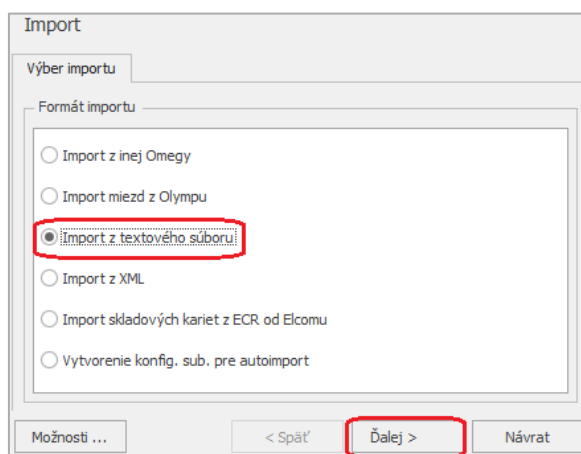 Import
Výber importu
Formát importu
Import z inej Omegy
Import miezd z Olympu
Import z textového súboru
Import z XML
Import skladových kariet z ECR od Elcomu
Vytvorenie konfig. sub. pre autoimport
Možnosti ...
< Späť
Ďalej >
Návrat